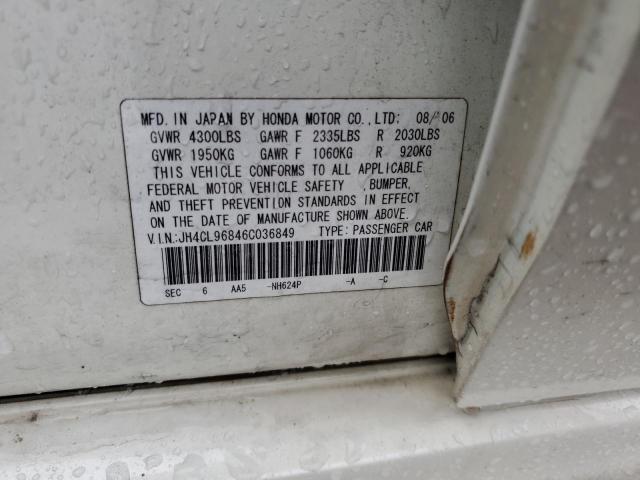 MFD. IN JAPAN BY HONDA MOTOR CO.,LTD: 08/ 06
GVWR 4300LBS GAWR F 2335LBS R 2030LBS
GVWR 1950KG GAWR F 1060KG R 920KG
THIS VEHICLE CONFORMS TO ALL APPLICABLE
FEDERAL MOTOR VEHICLE SAFETY ,BUMPER,
AND THEFT PREVENTION STANDARDS IN EFFECT
ON THE DATE OF MANUFACTURE SHOWN ABOVE.
V.I.N.:JH4CL96846C036849 TYPE: PASSENGER CAR
SEC 6 AA5 -NH624P -A -C